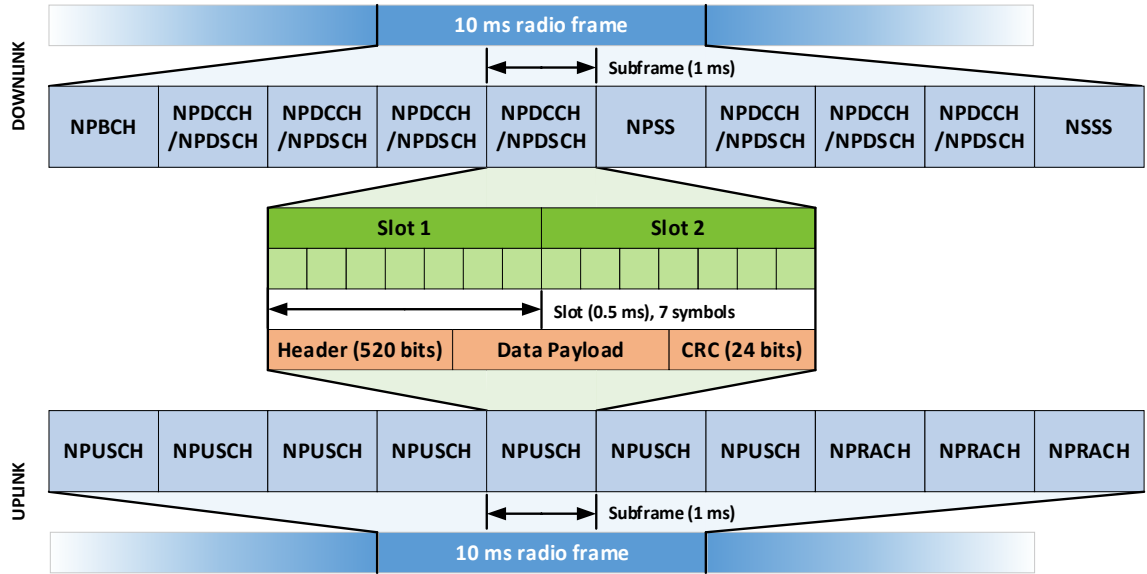 DOWNLINK
10 ms radio frame
Subframe (1 ms)
NPBCH
NPDCCH
/NPDSCH
NPDCCH
/NPDSCH
NPDCCH
/NPDSCH
NPDCCH
/NPDSCH
NPSS
NPDCCH
/NPDSCH
NPDCCH
/NPDSCH
NPDCCH
/NPDSCH
NSSS
Slot 1
Slot 2
Slot (0.5 ms), 7 symbols
Header (520 bits)
Data Payload
CRC (24 bits)
UPLINK
NPUSCH
NPUSCH
NPUSCH
NPUSCH
NPUSCH
NPUSCH
NPUSCH
NPRACH
NPRACH
NPRACH
Subframe (1 ms)
10 ms radio frame